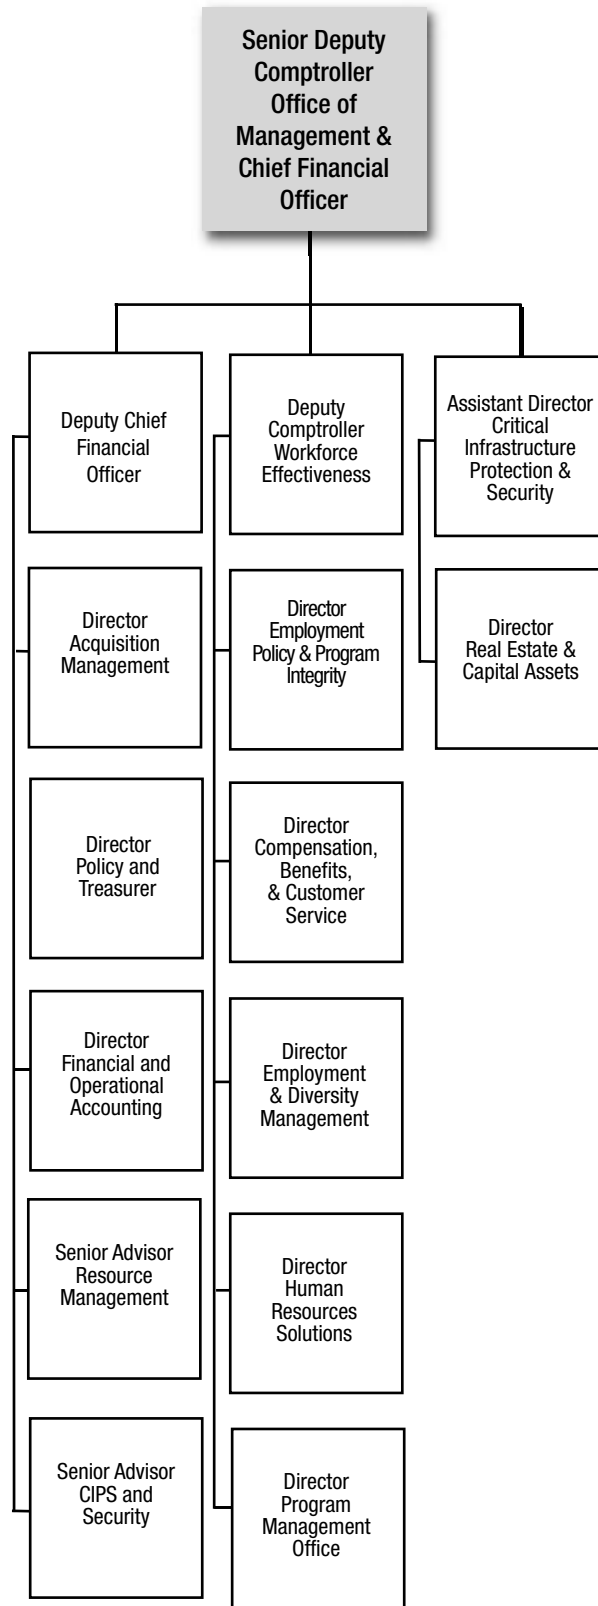 Senior Deputy
Comptroller
Office of
Management &
Chief Financial
Officer
Deputy Chief
Financial
Officer
Director
Acquisition
Management
Director
Policy and
Treasurer
Director
Financial and
Operational
Accounting
Senior Advisor
Resource
Management
Senior Advisor
CIPS and
Security
Deputy
Comptroller
Workforce
Effectiveness
Director
Employment
Policy & Program
Integrity
Director
Compensation,
Benefits,
& Customer
Service
Director
Employment
& Diversity
Management
Director
Human
Resources
Solutions
Director
Program
Management
Office
Assistant Director
Critical
Infrastructure
Protection &
Security
Director
Real Estate &
Capital Assets